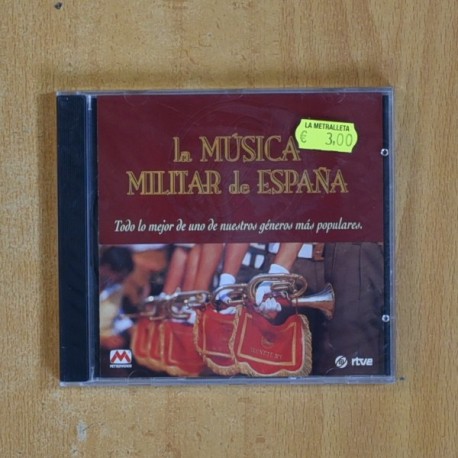 LA METRALLETA
€ 3,00
la MÚSICA
MILITAR de ESPAÑA
Todo lo mejor de uno de nuestros géneros más populares.
rtve